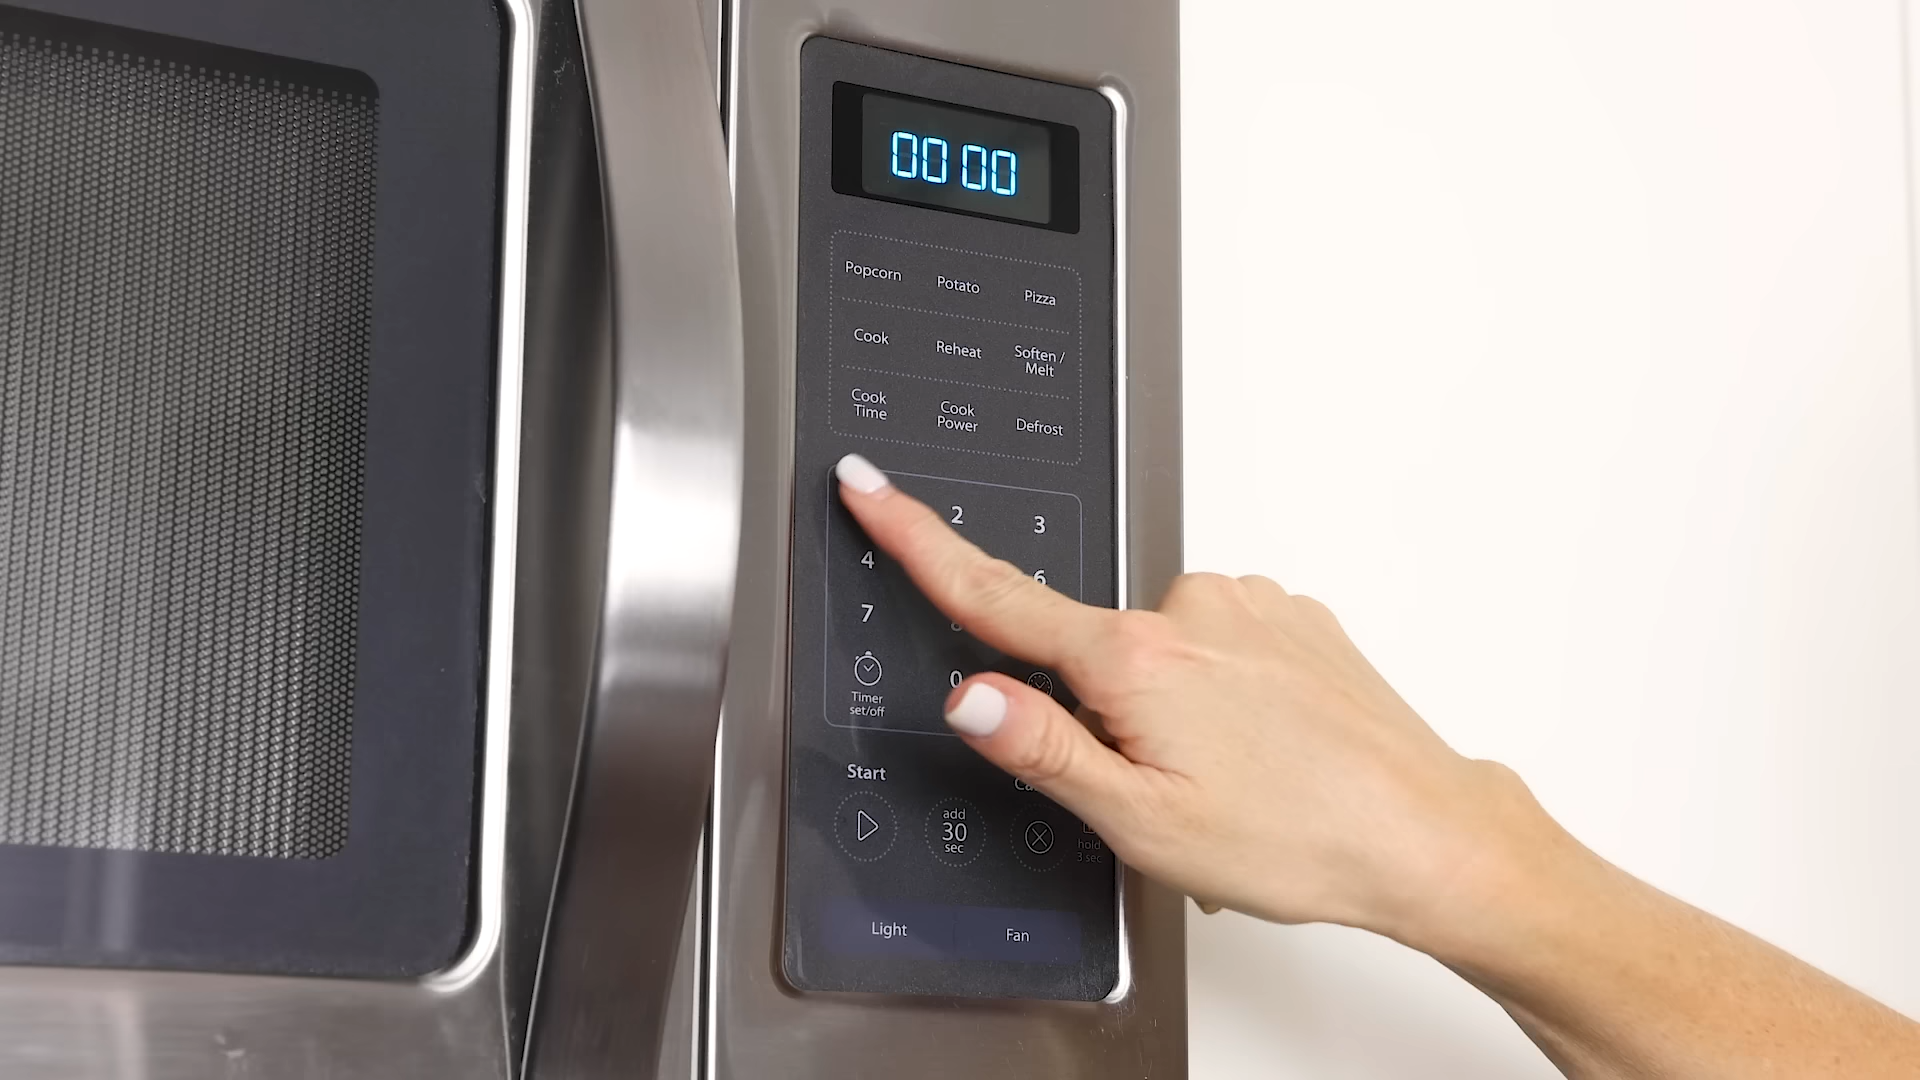 00 00
Popcorn Potato Pizza
Cook Reheat Soften /
Melt
Cook Cook Defrost
Time Power
2 3
4 6
7 8
0
Timer
set/off
Start
add
30
sec
hold
3 sec
Light Fan